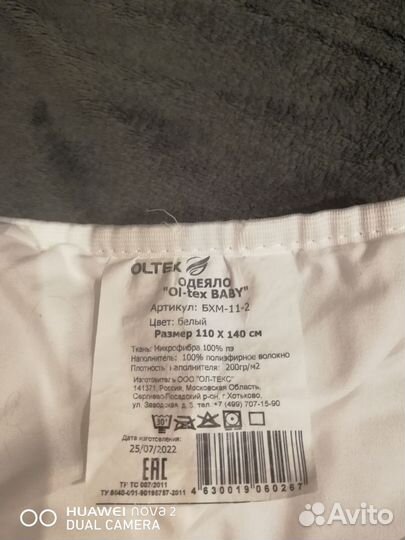 OLTEX
ОДЕЯЛО
"Ol-tex BABY"
Артикул: БХМ-11-2
Цвет: белый
Размер 110 X 140 см
Ткань: Микрофибра 100% пэ
Наполнитель: 100% полиэфирное волокно
Плотность наполнителя: 200гр/м2
Изготовитель ООО "ОЛ-ТЕКС"
141371, Россия, Московская Область,
Сергиево-Посадский р-он, г.Хотьково,
ул. Заводская, д. тел. +7 (499) 707-15-90
30°
Дата изготовления:
25/07/2022
EAC
ТР ТС 007/2011
4 630019 060267
HUAWEI nova 2
DUAL CAMERA
Avito